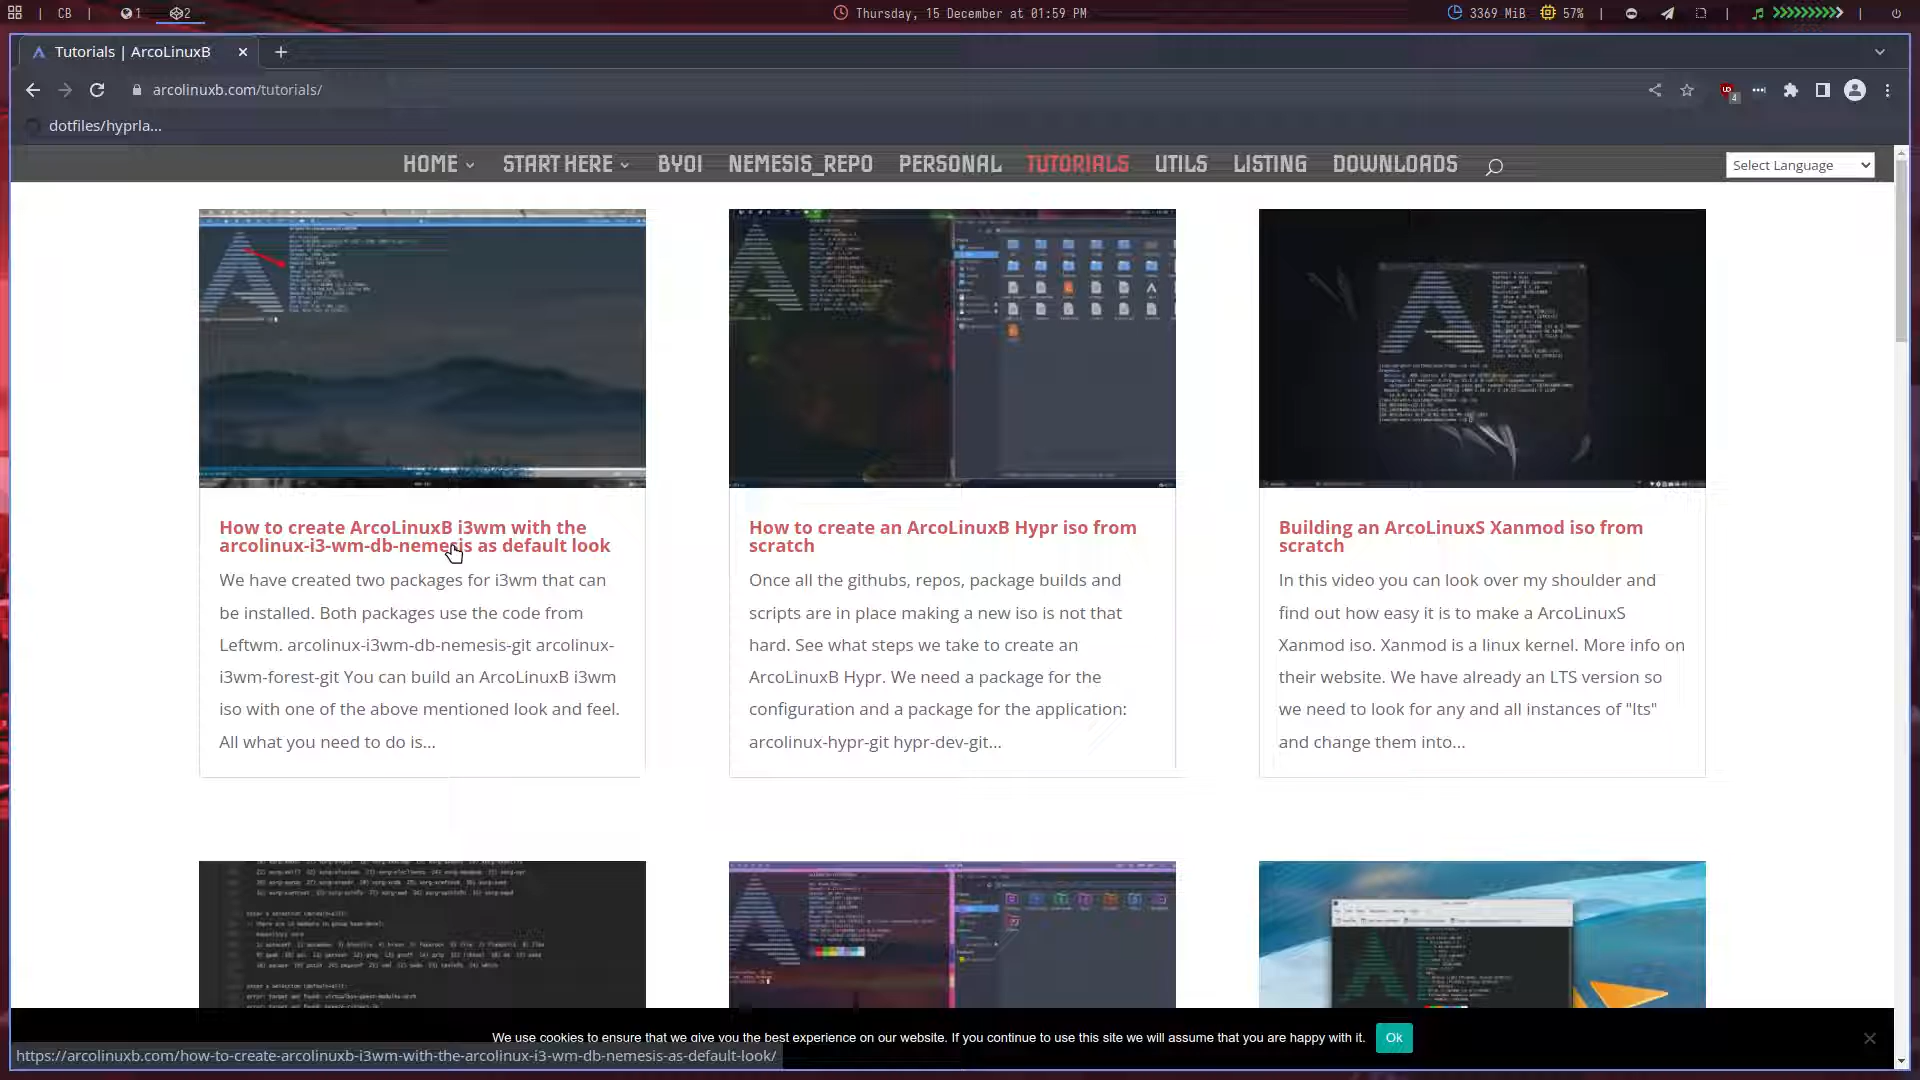 CB
1
2
Thursday, 15 December at 01:59 PM
3369 MiB
57%
Tutorials | ArcoLinuxB
arcolinuxb.com/tutorials/
4
dotfiles/hyprla...
HOME
START HERE
BYOI
NEMESIS_REPO
PERSONAL
TUTORIALS
UTILS
LISTING
DOWNLOADS
Select Language
How to create ArcoLinuxB i3wm with the
arcolinux-i3-wm-db-nemesis as default look
We have created two packages for i3wm that can
be installed. Both packages use the code from
Leftwm. arcolinux-i3wm-db-nemesis-git arcolinux-
i3wm-forest-git You can build an ArcoLinuxB i3wm
iso with one of the above mentioned look and feel.
All what you need to do is...
How to create an ArcoLinuxB Hypr iso from
scratch
Once all the githubs, repos, package builds and
scripts are in place making a new iso is not that
hard. See what steps we take to create an
ArcoLinuxB Hypr. We need a package for the
configuration and a package for the application:
arcolinux-hypr-git hypr-dev-git...
Building an ArcoLinuxS Xanmod iso from
scratch
In this video you can look over my shoulder and
find out how easy it is to make a ArcoLinuxS
Xanmod iso. Xanmod is a linux kernel. More info on
their website. We have already an LTS version so
we need to look for any and all instances of "lts"
and change them into...
We use cookies to ensure that we give you the best experience on our website. If you continue to use this site we will assume that you are happy with it.
Ok
https://arcolinuxb.com/how-to-create-arcolinuxb-i3wm-with-the-arcolinux-i3-wm-db-nemesis-as-default-look/